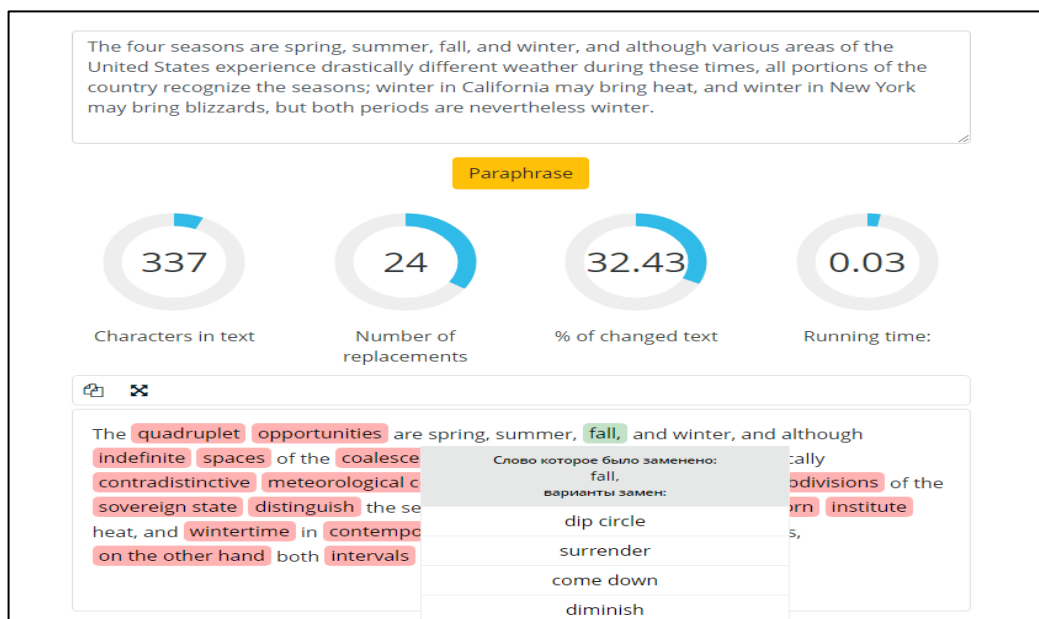 The four seasons are spring, summer, fall, and winter, and although various areas of the
United States experience drastically different weather during these times, all portions of the
country recognize the seasons; winter in California may bring heat, and winter in New York
may bring blizzards, but both periods are nevertheless winter.
Paraphrase
337
24
32.43
0.03
Characters in text
Number of
replacements
% of changed text
Running time:
The quadruplet opportunities are spring, summer, fall, and winter, and although
indefinite spaces of the
contradistinctive meteorological of the
sovereign state distinguish the institute
heat, and wintertime in
on the other hand both intervals
Слово которое было заменено:
fall,
варианты замен:
dip circle
surrender
come down
diminish